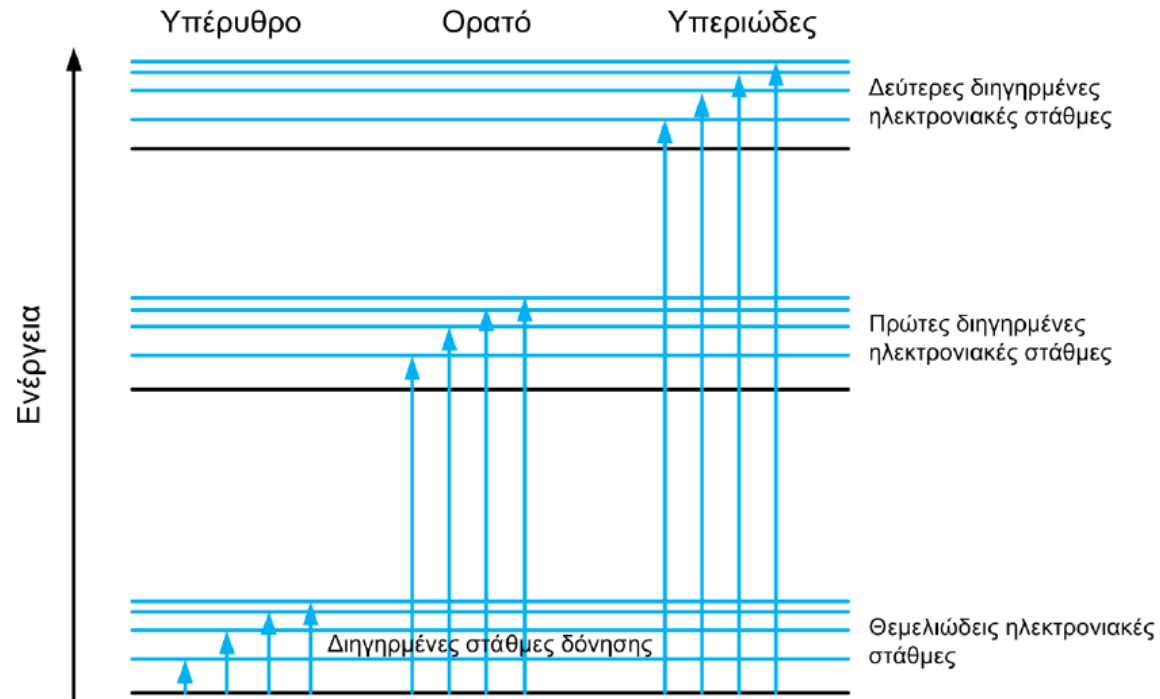 Υπέρυθρο
Ορατό
Υπεριώδες
Δεύτερες διηγηρμένες
ηλεκτρονιακές στάθμες
Ενέργεια
Πρώτες διηγηρμένες
ηλεκτρονιακές στάθμες
Διηγηρμένες στάθμες δόνησης
Θεμελιώδεις ηλεκτρονιακές
στάθμες